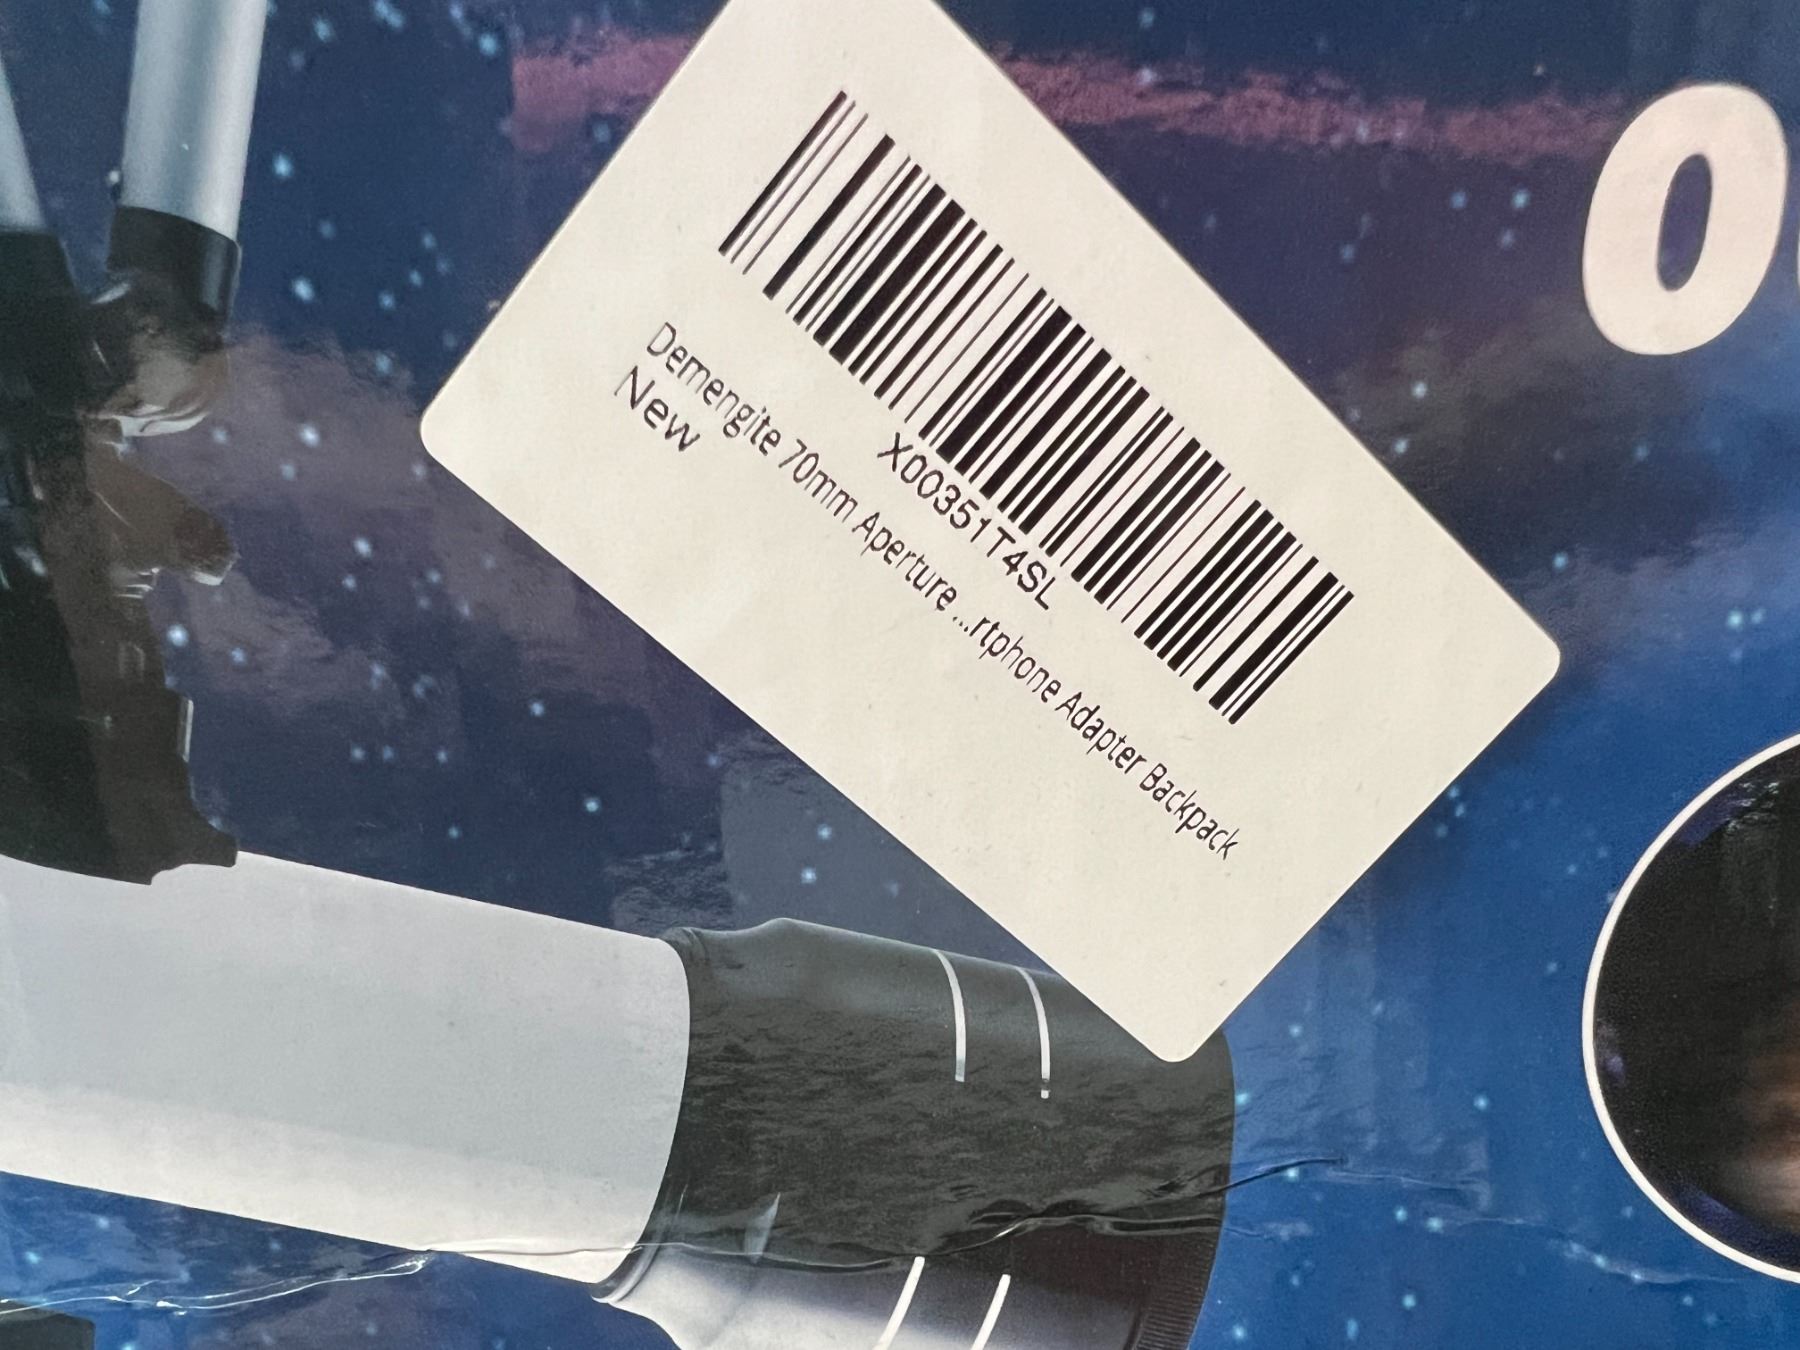 X00351T4SL
Demengite 70mm Aperture ...rtphone Adapter Backpack
New